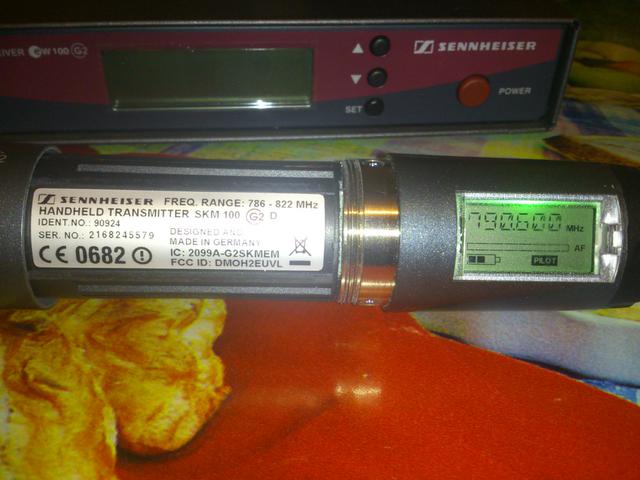 EIVER ew100 G2
SENNHEISER
POWER
SET
SENNHEISER FREQ. RANGE: 786 - 822 MHz
HANDHELD TRANSMITTER SKM 100 G2 D
IDENT.NO.: 90924
SER. NO.: 2168245579
DESIGNED AND
MADE IN GERMANY
IC: 2099A-G2SKMEM
FCC ID: DMOH2EUVL
CE 0682
790.600 MHz
AF
PILOT